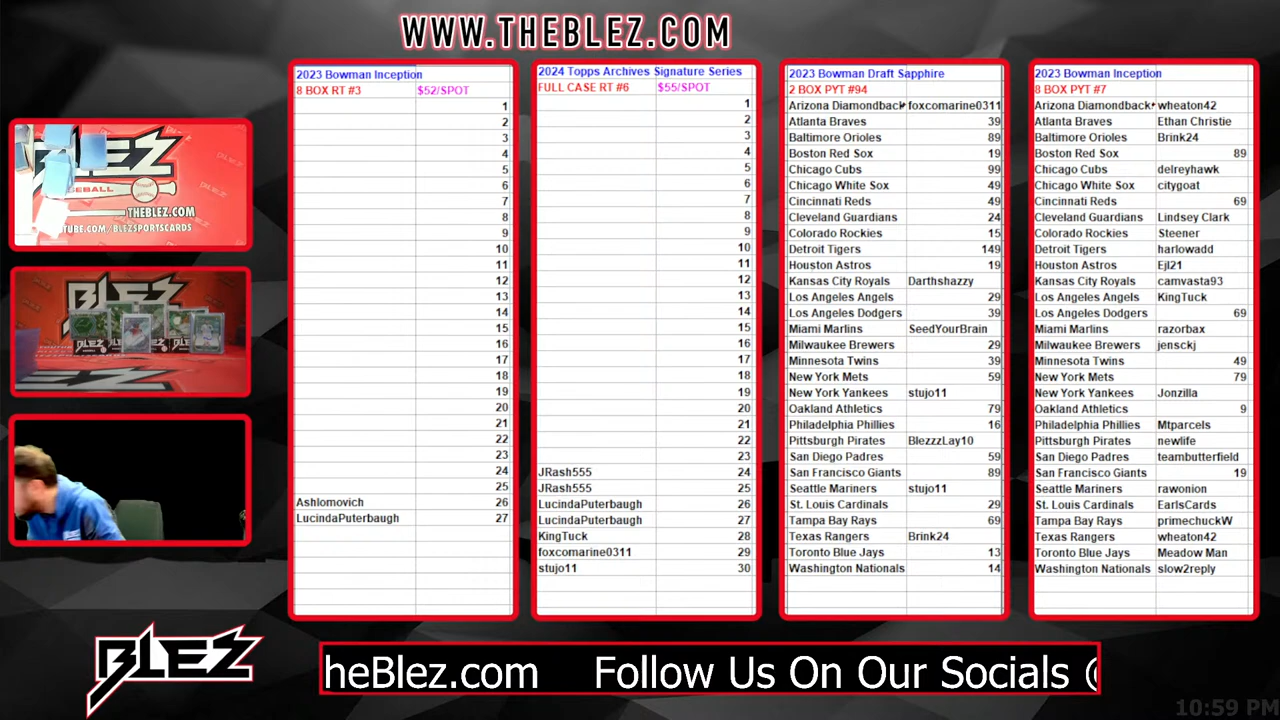 WWW.THEBLEZ.COM
2023 Bowman Inception
8 BOX RT #3 $52/SPOT
1
2
3
4
5
6
7
8
9
10
11
12
13
14
15
16
17
18
19
20
21
22
23
24
25
Ashlomovich 26
LucindaPuterbaugh 27
2024 Topps Archives Signature Series
FULL CASE RT #6 $55/SPOT
1
2
3
4
5
6
7
8
9
10
11
12
13
14
15
16
17
18
19
20
21
22
23
JRash555 24
JRash555 25
LucindaPuterbaugh 26
LucindaPuterbaugh 27
KingTuck 28
foxcomarine0311 29
stujo11 30
2023 Bowman Draft Sapphire
2 BOX PYT #94
Arizona Diamondback foxcomarine0311
Atlanta Braves 39
Baltimore Orioles 89
Boston Red Sox 19
Chicago Cubs 99
Chicago White Sox 49
Cincinnati Reds 49
Cleveland Guardians 24
Colorado Rockies 15
Detroit Tigers 149
Houston Astros 19
Kansas City Royals Darthshazzy
Los Angeles Angels 29
Los Angeles Dodgers 39
Miami Marlins SeedYourBrain
Milwaukee Brewers 29
Minnesota Twins 39
New York Mets 59
New York Yankees stujo11
Oakland Athletics 79
Philadelphia Phillies 16
Pittsburgh Pirates BlezzzLay10
San Diego Padres 59
San Francisco Giants 89
Seattle Mariners stujo11
St. Louis Cardinals 29
Tampa Bay Rays 69
Texas Rangers Brink24
Toronto Blue Jays 13
Washington Nationals 14
2023 Bowman Inception
8 BOX PYT #7
Arizona Diamondback wheaton42
Atlanta Braves Ethan Christie
Baltimore Orioles Brink24
Boston Red Sox 89
Chicago Cubs delreyhawk
Chicago White Sox citygoat
Cincinnati Reds 69
Cleveland Guardians Lindsey Clark
Colorado Rockies Steener
Detroit Tigers harlowadd
Houston Astros Ejl21
Kansas City Royals camvasta93
Los Angeles Angels KingTuck
Los Angeles Dodgers 69
Miami Marlins razorbax
Milwaukee Brewers jensckj
Minnesota Twins 49
New York Mets 79
New York Yankees Jonzilla
Oakland Athletics 9
Philadelphia Phillies Mtparcels
Pittsburgh Pirates newlife
San Diego Padres teambutterfield
San Francisco Giants 19
Seattle Mariners rawonion
St. Louis Cardinals EarlsCards
Tampa Bay Rays primechuckW
Texas Rangers wheaton42
Toronto Blue Jays Meadow Man
Washington Nationals slow2reply
BLEZ
BASEBALL
THEBLEZ.COM
TUBE.COM/BLEZSPORTSCARDS
BLEZ
BLEZ
heBlez.com Follow Us On Our Socials @
10:59 PM